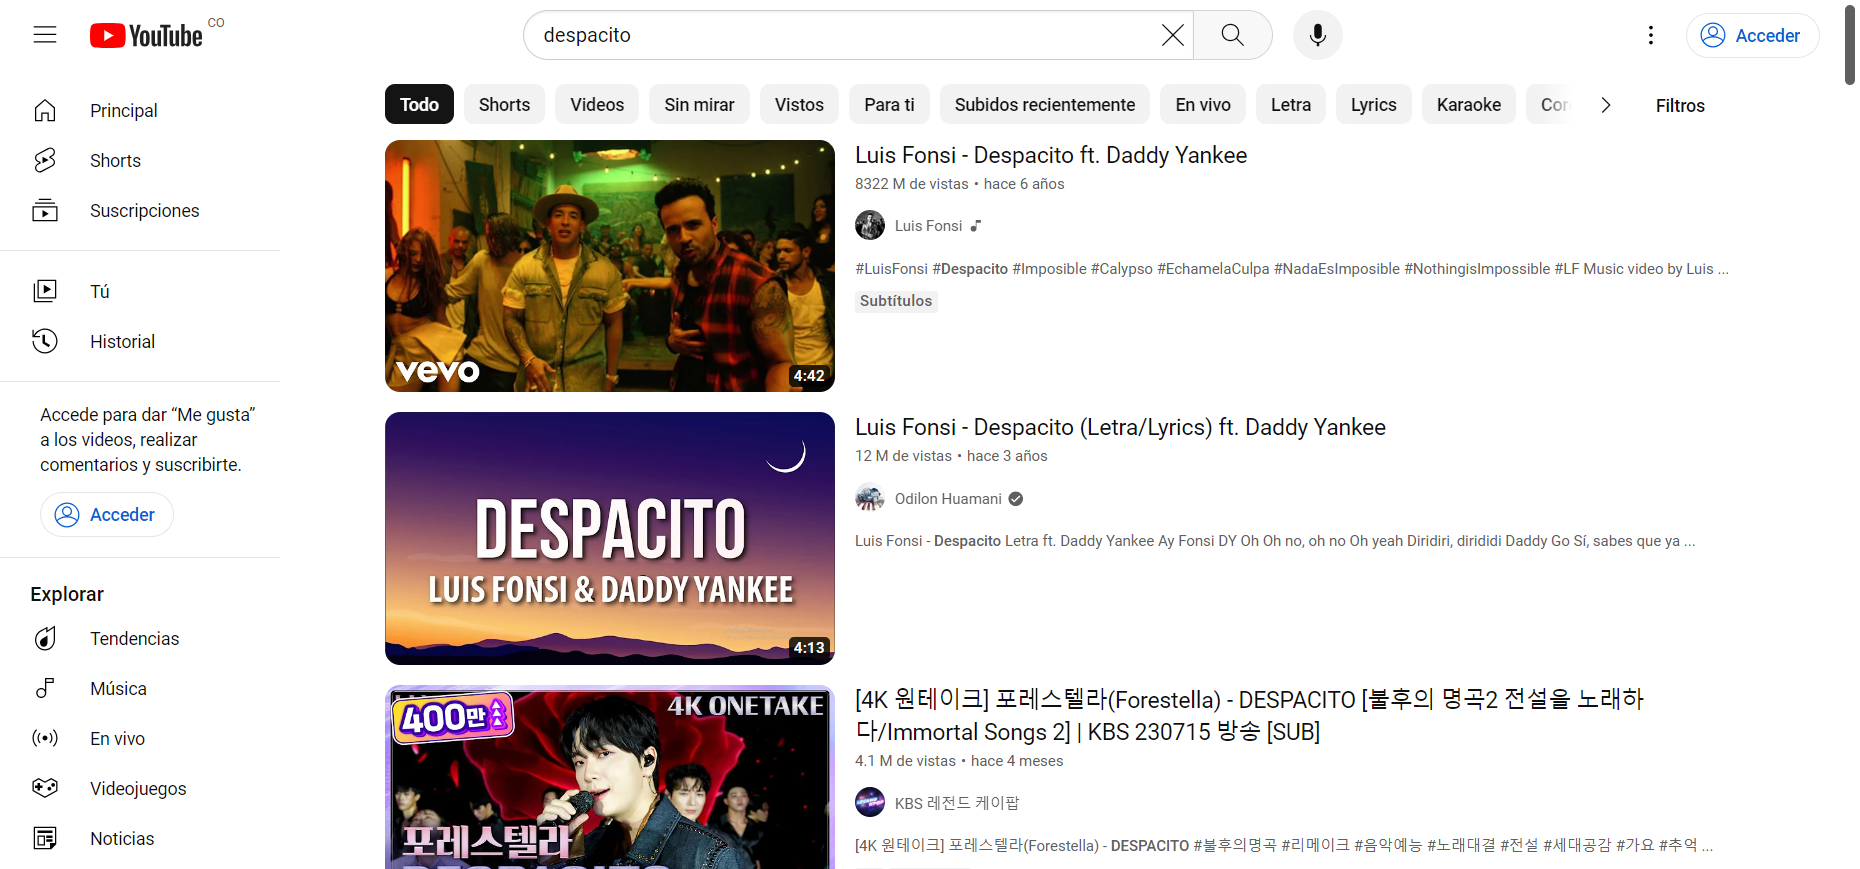 YouTube CO
despacito
Acceder
Principal
Shorts
Suscripciones
Tú
Historial
Accede para dar “Me gusta”
a los videos, realizar
comentarios y suscribirte.
Acceder
Explorar
Tendencias
Música
En vivo
Videojuegos
Noticias
Todo Shorts Videos Sin mirar Vistos Para ti Subidos recientemente En vivo Letra Lyrics Karaoke Filtros
vevo
4:42
Luis Fonsi - Despacito ft. Daddy Yankee
8322 M de vistas • hace 6 años
Luis Fonsi
#LuisFonsi #Despacito #Imposible #Calypso #EchamelaCulpa #NadaEsImposible #NothingisImpossible #LF Music video by Luis ...
Subtítulos
DESPACITO
LUIS FONSI & DADDY YANKEE
4:13
Luis Fonsi - Despacito (Letra/Lyrics) ft. Daddy Yankee
12 M de vistas • hace 3 años
Odilon Huamani
Luis Fonsi - Despacito Letra ft. Daddy Yankee Ay Fonsi DY Oh Oh no, oh no Oh yeah Diridiri, dirididi Daddy Go Sí, sabes que ya ...
400만
4K ONETAKE
포레스텔라
[4K 원테이크] 포레스텔라(Forestella) - DESPACITO [불후의 명곡2 전설을 노래하
다/Immortal Songs 2] | KBS 230715 방송 [SUB]
4.1 M de vistas • hace 4 meses
KBS 레전드 케이팝
[4K 원테이크] 포레스텔라(Forestella) - DESPACITO #불후의명곡 #리메이크 #음악예능 #노래대결 #전설 #세대공감 #가요 #추억 ...